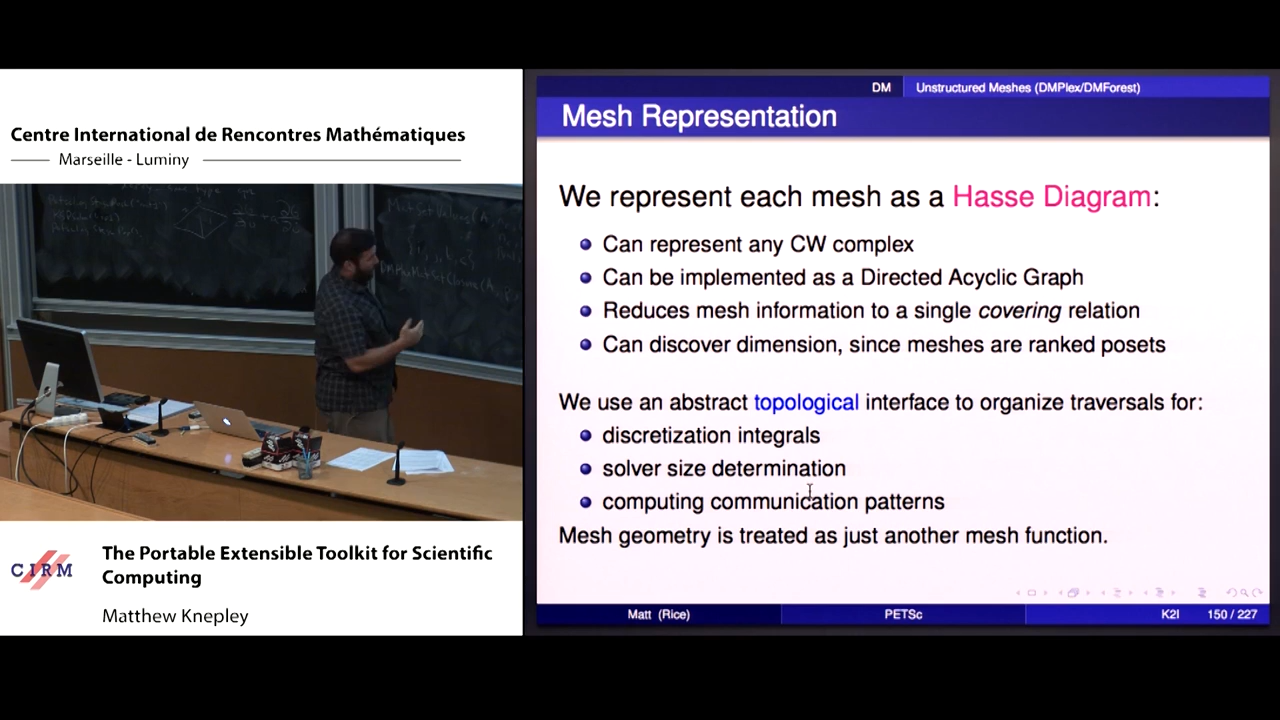 Centre International de Rencontres Mathématiques
Marseille - Luminy
MatSetValues(A,
DMPlexMatSetClosure(A,
CIRM
The Portable Extensible Toolkit for Scientific
Computing
Matthew Knepley
DM
Unstructured Meshes (DMPlex/DMForest)
Mesh Representation
We represent each mesh as a Hasse Diagram:
Can represent any CW complex
Can be implemented as a Directed Acyclic Graph
Reduces mesh information to a single covering relation
Can discover dimension, since meshes are ranked posets
We use an abstract topological interface to organize traversals for:
discretization integrals
solver size determination
computing communication patterns
Mesh geometry is treated as just another mesh function.
Matt (Rice)
PETSc
K2I
150 / 227